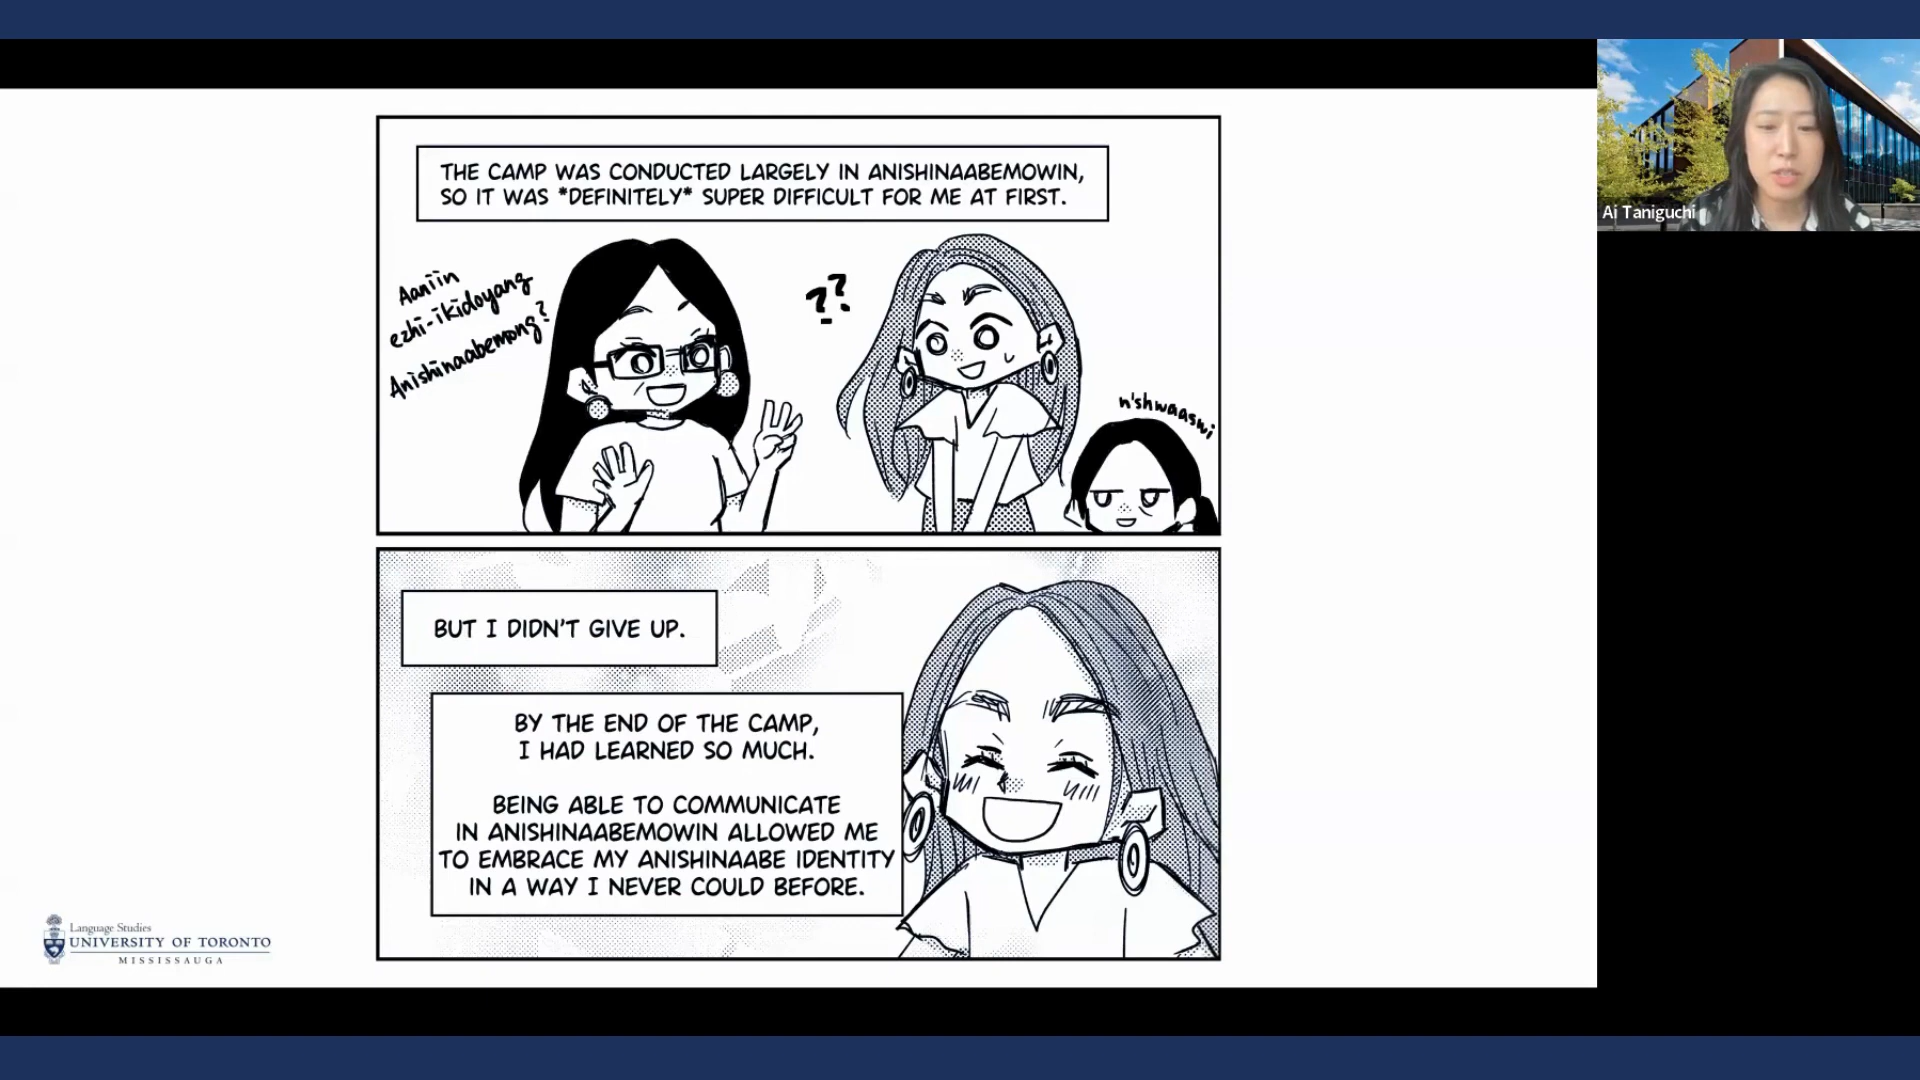 THE CAMP WAS CONDUCTED LARGELY IN ANISHINAABEMOWIN,
SO IT WAS *DEFINITELY* SUPER DIFFICULT FOR ME AT FIRST.
Aaniin
ezhi-ikidoyang
Anishinaabemong?
??
n'shwaaswi
BUT I DIDN'T GIVE UP.
BY THE END OF THE CAMP,
I HAD LEARNED SO MUCH.
BEING ABLE TO COMMUNICATE
IN ANISHINAABEMOWIN ALLOWED ME
TO EMBRACE MY ANISHINAABE IDENTITY
IN A WAY I NEVER COULD BEFORE.
Language Studies
UNIVERSITY OF TORONTO
MISSISSAUGA
Ai Taniguchi